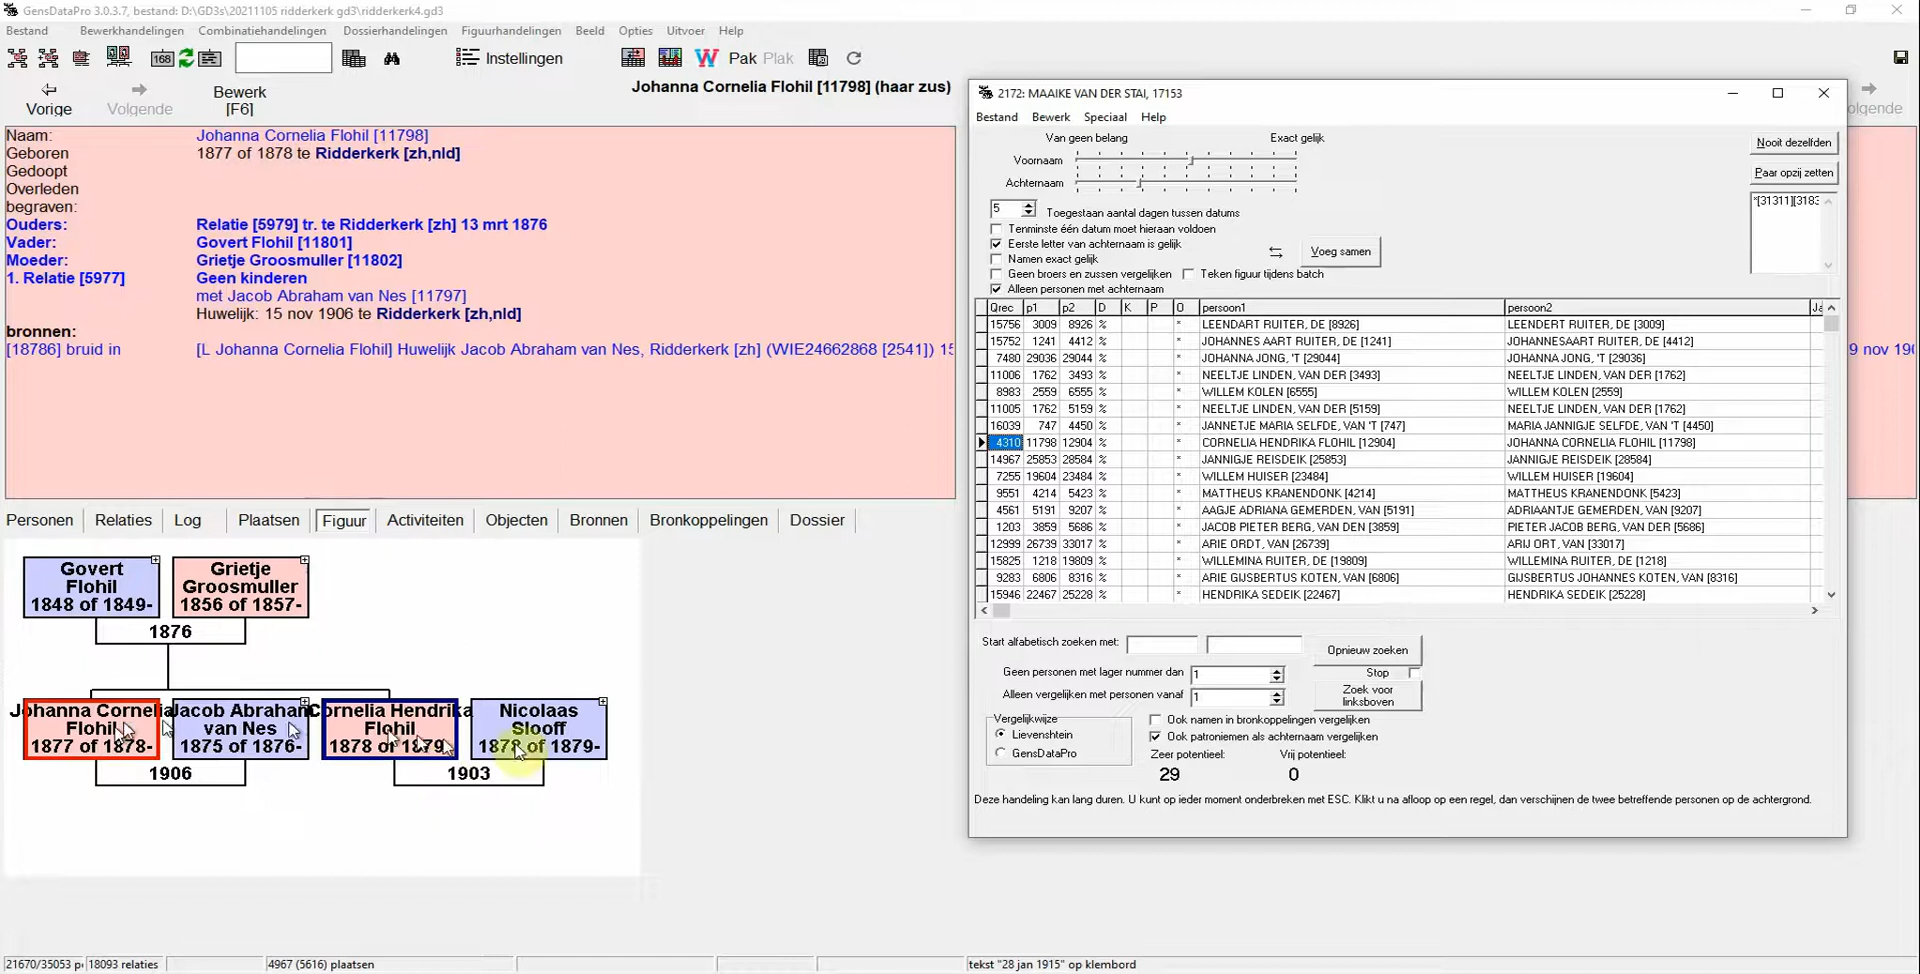 GensDataPro 3.0.3.7, bestand: D:\GD3s\20211105 ridderkerk gd3\ridderkerk4.gd3
Bestand Bewerkhandelingen Combinatiehandelingen Dossierhandelingen Figuurhandelingen Beeld Opties Uitvoer Help
168 Instellingen W Pak Plak
Vorige Volgende Bewerk
[F6]
Johanna Cornelia Flohil [11798] (haar zus)
Naam: Johanna Cornelia Flohil [11798]
Geboren 1877 of 1878 te Ridderkerk [zh,nld]
Gedoopt
Overleden
begraven:
Ouders: Relatie [5979] tr. te Ridderkerk [zh] 13 mrt 1876
Vader: Govert Flohil [11801]
Moeder: Grietje Groosmuller [11802]
1. Relatie [5977] Geen kinderen
met Jacob Abraham van Nes [11797]
Huwelijk: 15 nov 1906 te Ridderkerk [zh,nld]
bronnen:
[18786] bruid in [L Johanna Cornelia Flohil] Huwelijk Jacob Abraham van Nes, Ridderkerk [zh] (WIE24662868 [2541])
Personen Relaties Log Plaatsen Figuur Activiteiten Objecten Bronnen Bronkoppelingen Dossier
Govert
Flohil
1848 of 1849-
Grietje
Groosmuller
1856 of 1857-
1876
Johanna Cornelia
Flohil
1877 of 1878-
Jacob Abraham
van Nes
1875 of 1876-
Cornelia Hendrika
Flohil
1878 of 1879-
Nicolaas
Slooff
1878 of 1879-
1906
1903
2172: MAAIKE VAN DER STAI, 17153
Bestand Bewerk Speciaal Help
Van geen belang Exact gelijk
Voornaam
Achternaam
Nooit dezelfden
Paar opzij zetten
*[31311][3183
5 Toegestaan aantal dagen tussen datums
Tenminste één datum moet hieraan voldoen
Eerste letter van achternaam is gelijk
Namen exact gelijk
Geen broers en zussen vergelijken Teken figuur tijdens batch
Alleen personen met achternaam
Voeg samen
Qrec p1 p2 D K P O persoon1 persoon2
15756 3009 8926 % * LEENDART RUITER, DE [8926] LEENDERT RUITER, DE [3009]
15752 1241 4412 % * JOHANNES AART RUITER, DE [1241] JOHANNESAART RUITER, DE [4412]
7480 29036 29044 % * JOHANNA JONG, 'T [29044] JOHANNA JONG, 'T [29036]
11006 1762 3493 % * NEELTJE LINDEN, VAN DER [3493] NEELTJE LINDEN, VAN DER [1762]
8983 2559 6555 % * WILLEM KOLEN [6555] WILLEM KOLEN [2559]
11005 1762 5159 % * NEELTJE LINDEN, VAN DER [5159] NEELTJE LINDEN, VAN DER [1762]
16039 747 4450 % * JANNETJE MARIA SELFDE, VAN 'T [747] MARIA JANNIGJE SELFDE, VAN 'T [4450]
4310 11798 12904 % * CORNELIA HENDRIKA FLOHIL [12904] JOHANNA CORNELIA FLOHIL [11798]
14967 25853 28584 % * JANNIGJE REISDEIK [25853] JANNIGJE REISDEIK [28584]
7255 19604 23484 % * WILLEM HUISER [23484] WILLEM HUISER [19604]
9551 4214 5423 % * MATTHEUS KRANENDONK [4214] MATTHEUS KRANENDONK [5423]
4561 5191 9207 % * AAGJE ADRIANA GEMERDEN, VAN [5191] ADRIAANTJE GEMERDEN, VAN [9207]
1203 3859 5686 % * JACOB PIETER BERG, VAN DEN [3859] PIETER JACOB BERG, VAN DEN [5686]
12999 26739 33017 % * ARIE ORDT, VAN [26739] ARIJ ORT, VAN [33017]
15825 1218 19809 % * WILLEMINA RUITER, DE [19809] WILLEMINA RUITER, DE [1218]
9283 6806 8316 % * ARIE GIJSBERTUS KOTEN, VAN [6806] GIJSBERTUS JOHANNES KOTEN, VAN [8316]
15946 22467 25228 % * HENDRIKA SEDEIK [22467] HENDRIKA SEDEIK [25228]
Start alfabetisch zoeken met: Opnieuw zoeken
Geen personen met lager nummer dan 1 Stop
Alleen vergelijken met personen vanaf 1 Zoek voor
linksboven
Vergelijkwijze
Lievenshtein
GensDataPro
Ook namen in bronkoppelingen vergelijken
Ook patroniemen als achternaam vergelijken
Zeer potentieel: Vrij potentieel:
29 0
Deze handeling kan lang duren. U kunt op ieder moment onderbreken met ESC. Klikt u na afloop op een regel, dan verschijnen de twee betreffende personen op de achtergrond.
21670/35053 18093 relaties 4967 (5616) plaatsen tekst "28 jan 1915" op klembord